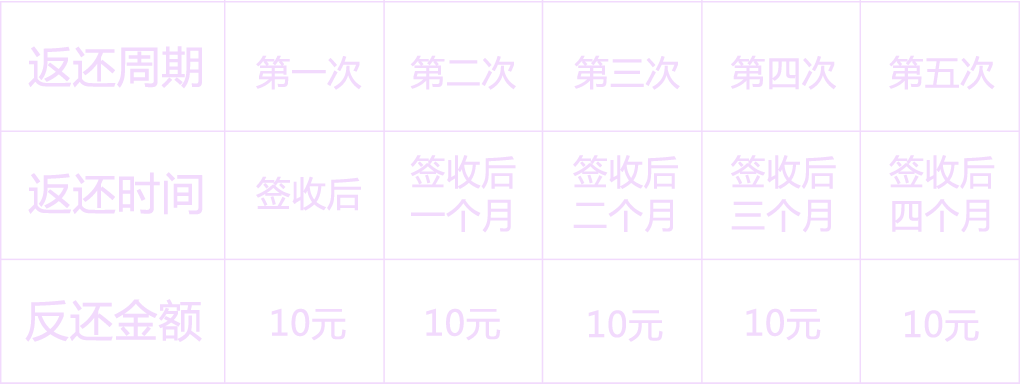 返还周期 第一次 第二次 第三次 第四次 第五次
返还时间 签收后 签收后 签收后 签收后 签收后
一个月 二个月 三个月 四个月
反还金额 10元 10元 10元 10元 10元